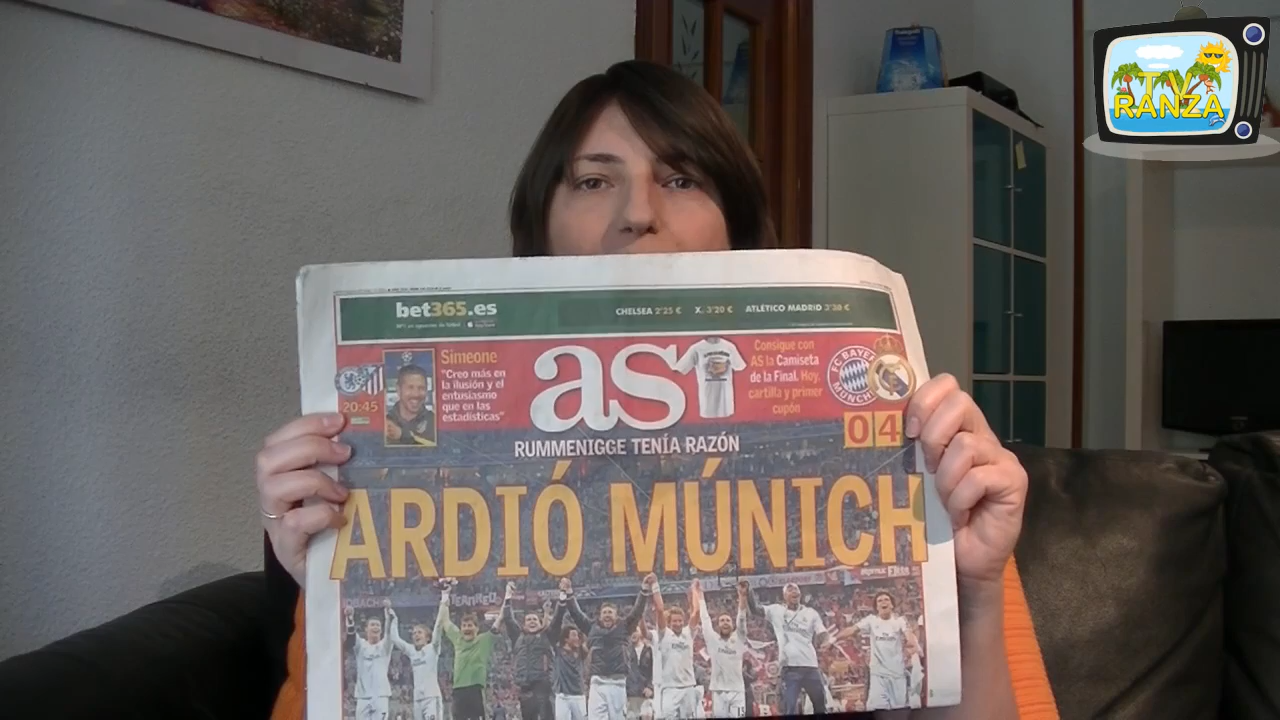 TV
RANZA
bet365.es
CHELSEA 2'25 € X. 3'20 € ATLÉTICO MADRID 3'30 €
Simeone
"Creo más en
la ilusión y el
entusiasmo
que en las
estadísticas"
20:45
as
Consigue con
AS la Camiseta
de la Final. Hoy,
cartilla y primer
cupón
FC BAYERN
MÜNCHEN
0 4
RUMMENIGGE TENÍA RAZÓN
ARDIÓ MÚNICH